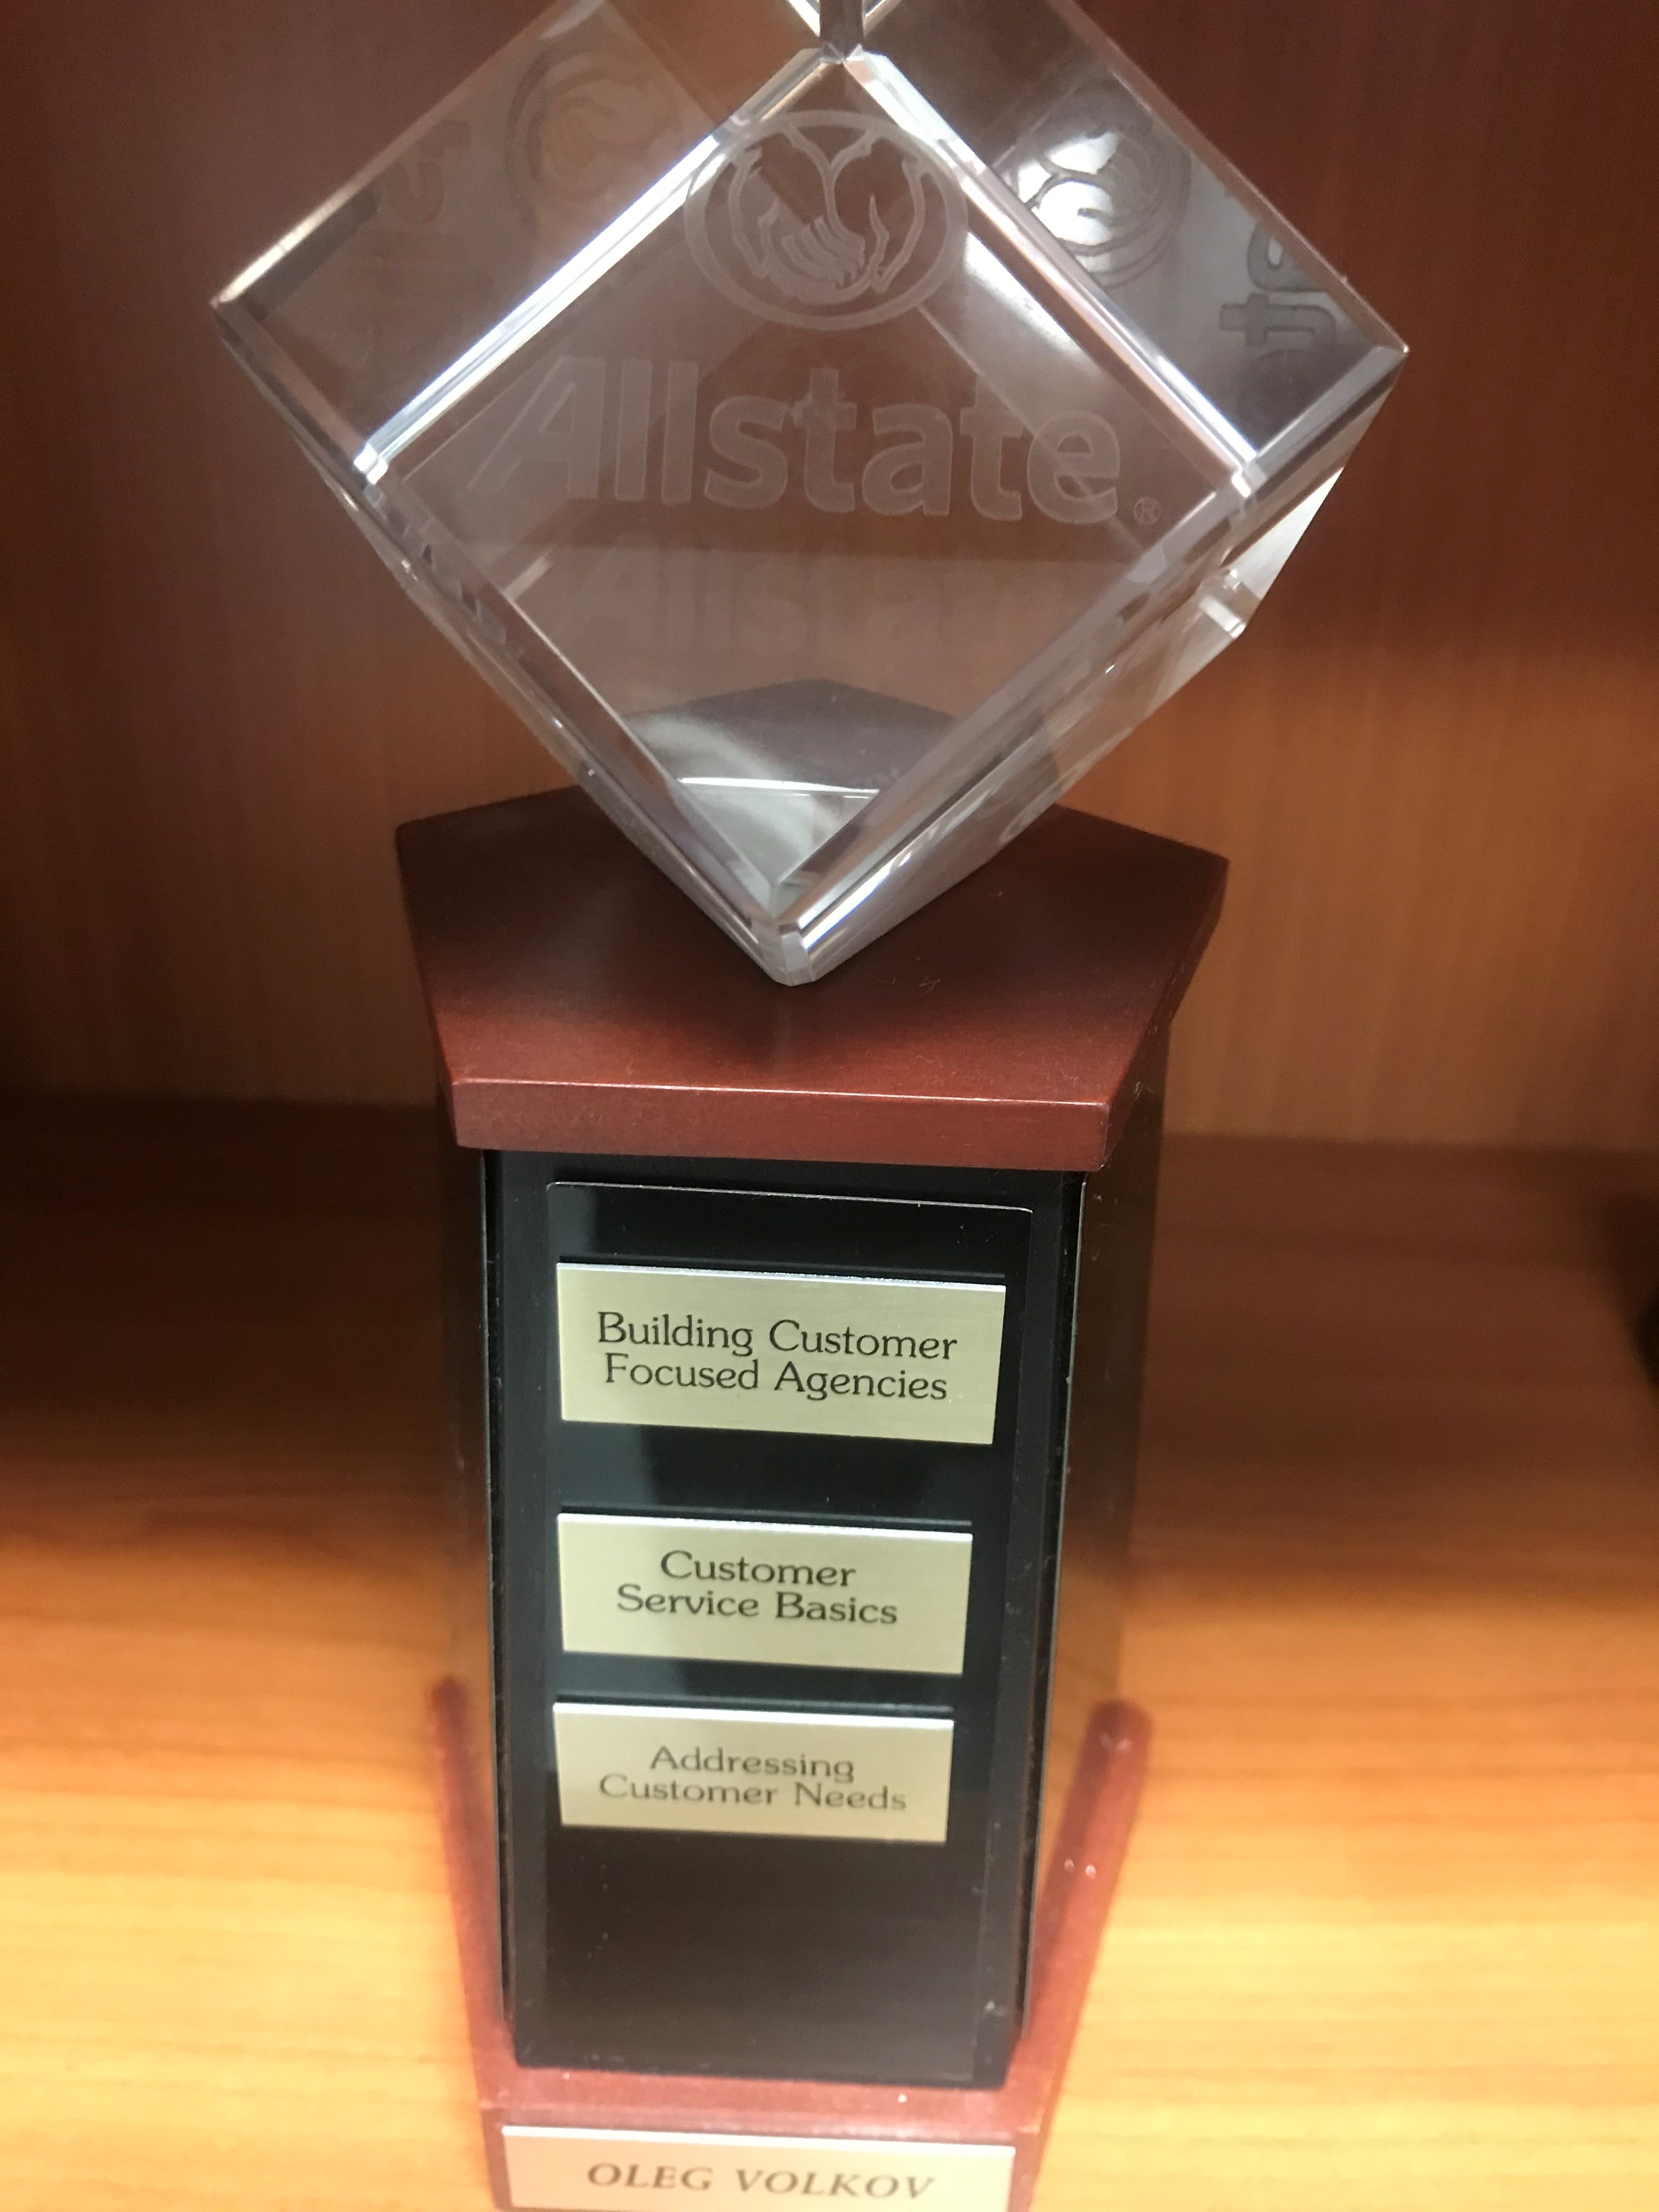 Allstate®
Building Customer
Focused Agencies
Customer
Service Basics
Addressing
Customer Needs
OLEG VOLKOV